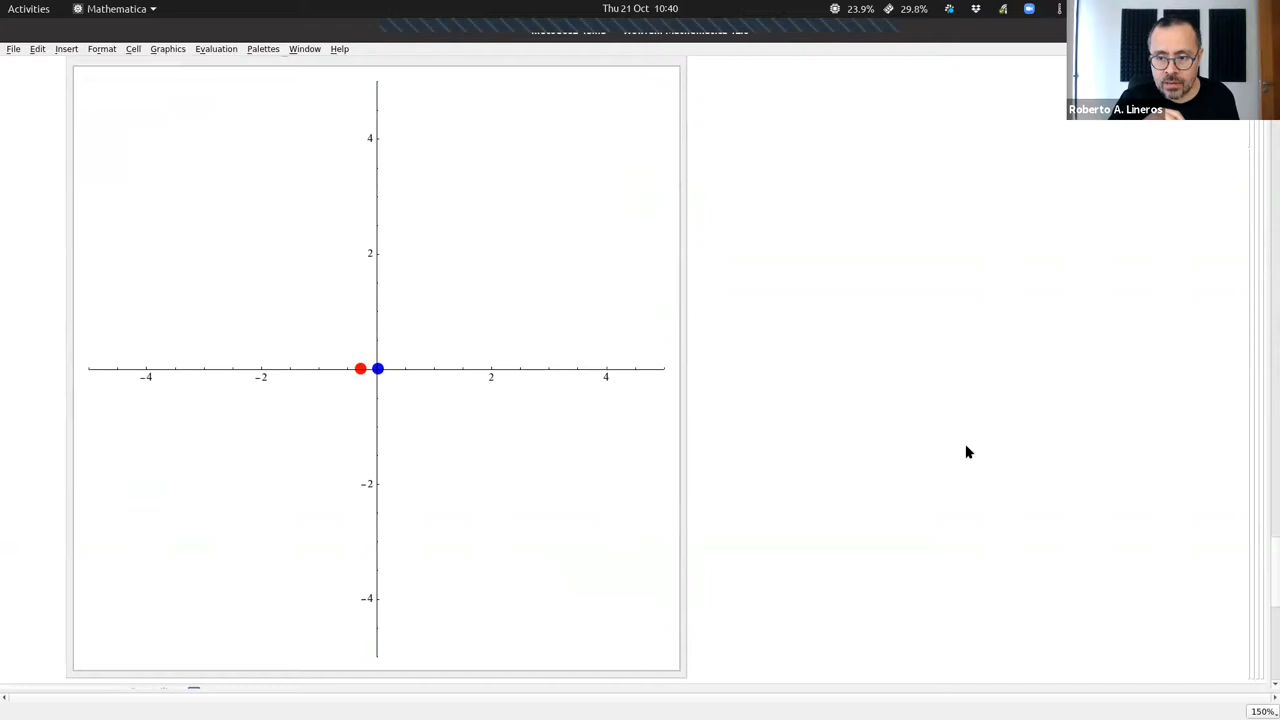 Activities Mathematica Thu 21 Oct 10:40 23.9% 29.8%
File Edit Insert Format Cell Graphics Evaluation Palettes Window Help
Roberto A. Lineros
4
2
-4 -2 2 4
-2
-4
150%